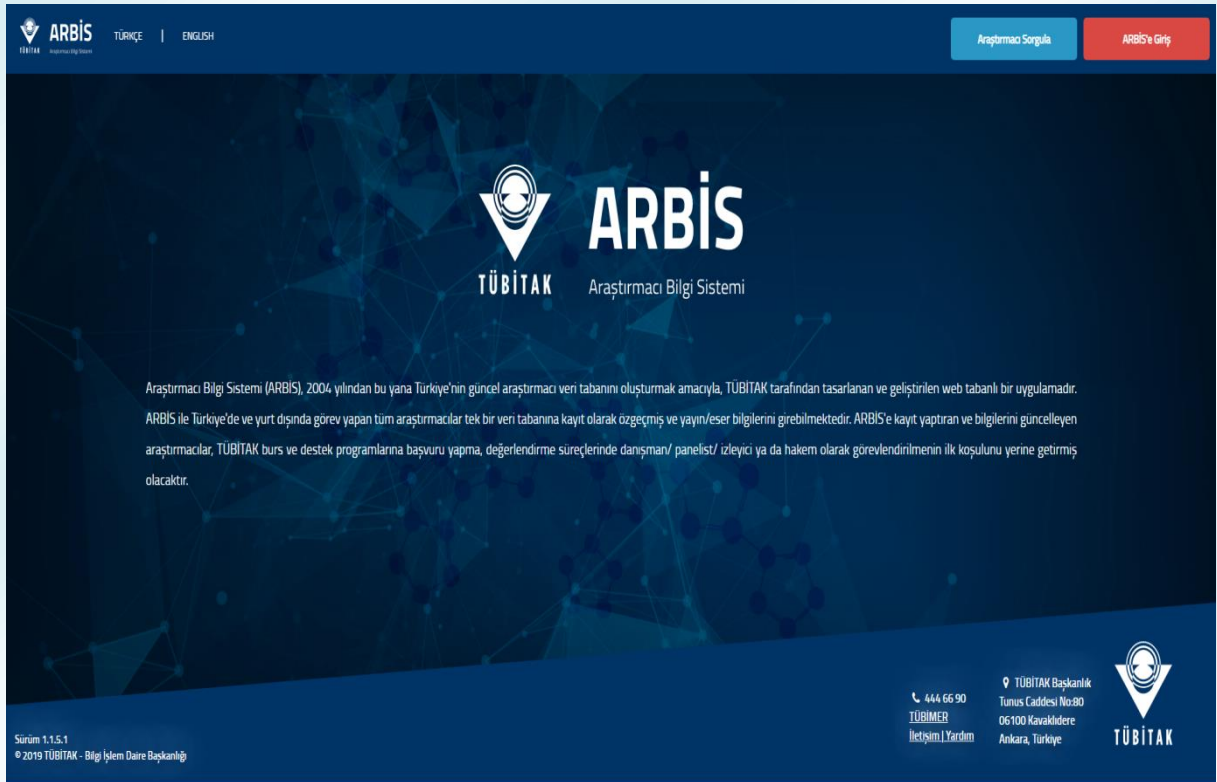 TÜBİTAK
ARBİS
Araştırmacı Bilgi Sistemi
TÜRKÇE | ENGLISH
Araştırmacı Sorgula
ARBİS'e Giriş
TÜBİTAK
ARBİS
Araştırmacı Bilgi Sistemi
Araştırmacı Bilgi Sistemi (ARBİS), 2004 yılından bu yana Türkiye'nin güncel araştırmacı veri tabanını oluşturmak amacıyla, TÜBİTAK tarafından tasarlanan ve geliştirilen web tabanlı bir uygulamadır.
ARBİS ile Türkiye'de ve yurt dışında görev yapan tüm araştırmacılar tek bir veri tabanına kayıt olarak özgeçmiş ve yayın/eser bilgilerini girebilmektedir. ARBİS'e kayıt yaptıran ve bilgilerini güncelleyen
araştırmacılar, TÜBİTAK burs ve destek programlarına başvuru yapma, değerlendirme süreçlerinde danışman/ panelist/ izleyici ya da hakem olarak görevlendirilmenin ilk koşulunu yerine getirmiş
olacaktır.
444 66 90
TÜBİMER
İletişim | Yardım
TÜBİTAK Başkanlık
Tunus Caddesi No:80
06100 Kavaklıdere
Ankara, Türkiye
TÜBİTAK
Sürüm 1.1.5.1
© 2019 TÜBİTAK - Bilgi İşlem Daire Başkanlığı